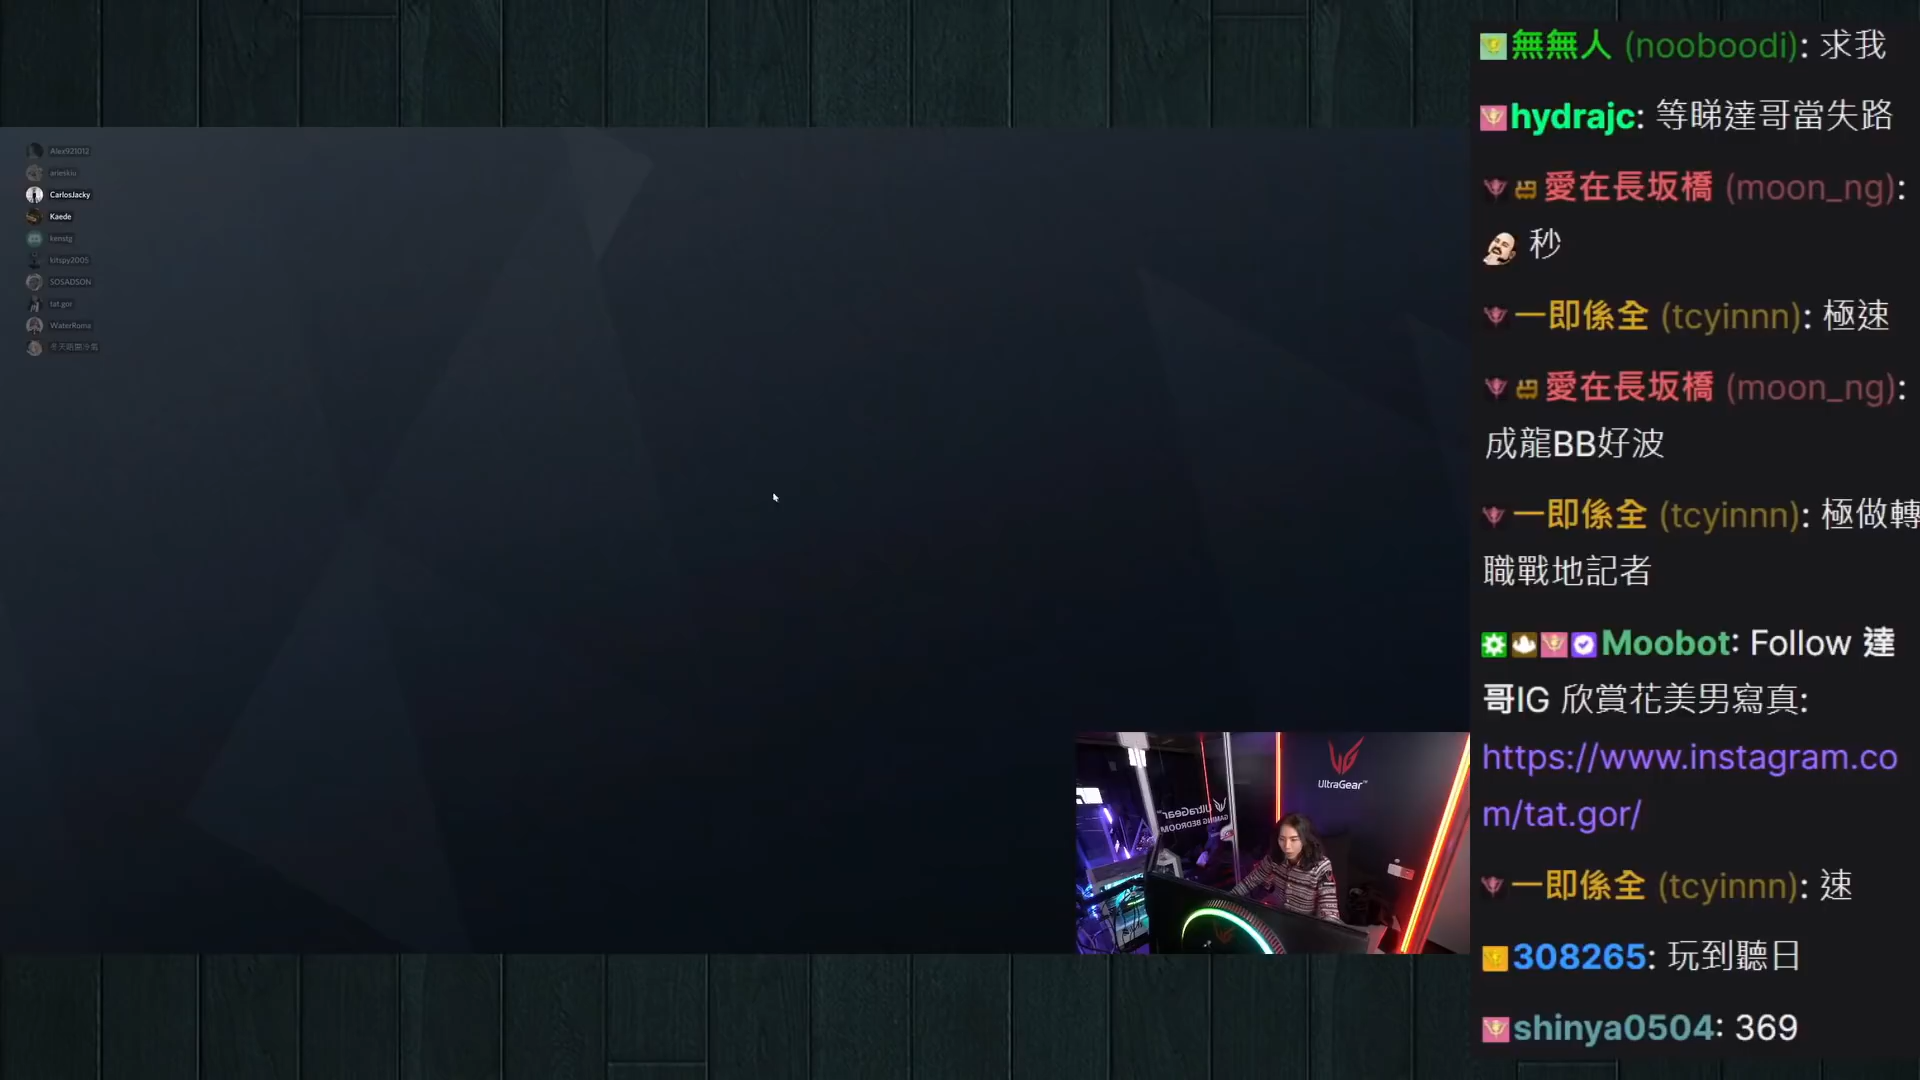 Alex921012
arieskiu
CarlosJacky
Kaede
kenstg
kitspy2005
SOSADSON
tat.gor
WaterRoma
UltraGear™
UltraGear™
GAMING BEDROOM
無無人 (nooboodi): 求我
hydrajc: 等睇達哥當失路
愛在長坂橋 (moon_ng):
秒
一即係全 (tcyinnn): 極速
愛在長坂橋 (moon_ng):
成龍BB好波
一即係全 (tcyinnn): 極做轉
職戰地記者
Moobot: Follow 達
哥IG 欣賞花美男寫真:
https://www.instagram.co
m/tat.gor/
一即係全 (tcyinnn): 速
308265: 玩到聽日
shinya0504: 369